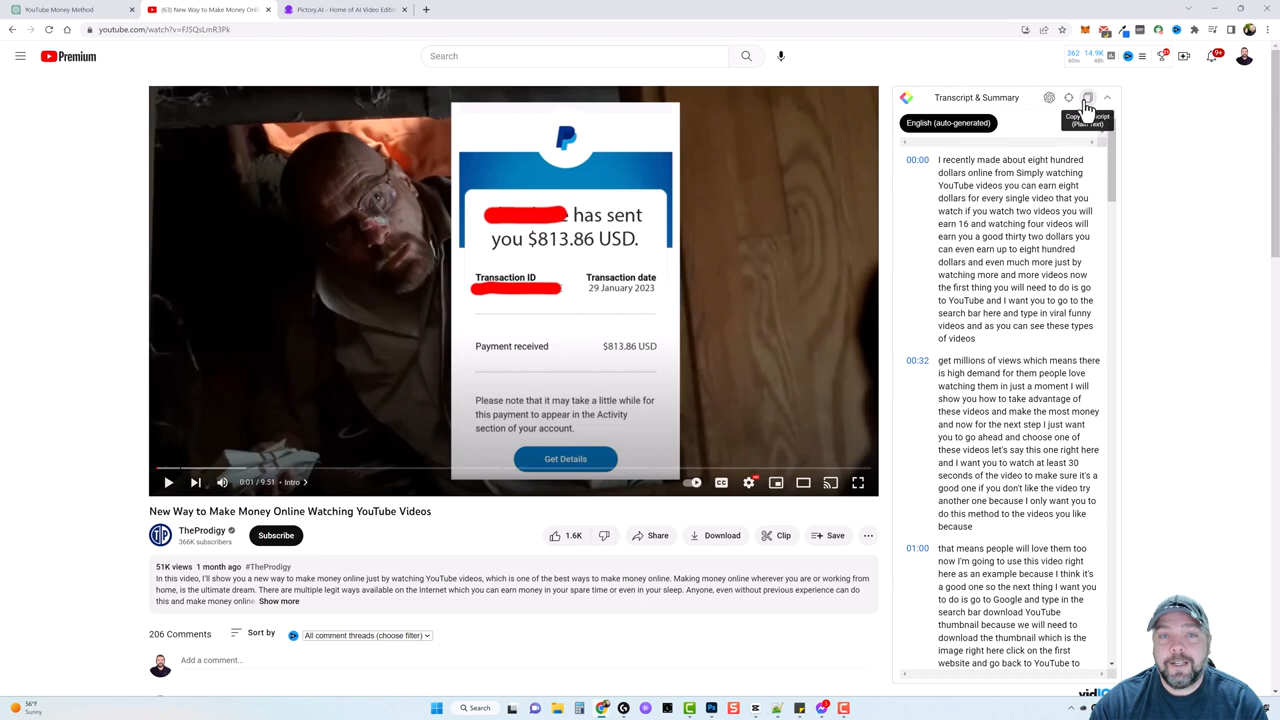 YouTube Money Method
(63) New Way to Make Money Onli
Pictory.AI - Home of AI Video Editin
youtube.com/watch?v=FJSQsLmR3Pk
Premium
Search
362
60m
14.9K
48h
9+
has sent
you $813.86 USD.
Transaction ID
Transaction date
29 January 2023
Payment received
$813.86 USD
Please note that it may take a little while for
this payment to appear in the Activity
section of your account.
Get Details
0:01 / 9:51 • Intro
Transcript & Summary
English (auto-generated)
(Plain Text)
00:00
I recently made about eight hundred
dollars online from Simply watching
YouTube videos you can earn eight
dollars for every single video that you
watch if you watch two videos you will
earn 16 and watching four videos will
earn you a good thirty two dollars you
can even earn up to eight hundred
dollars and even much more just by
watching more and more videos now
the first thing you will need to do is go
to YouTube and I want you to go to the
search bar here and type in viral funny
videos and as you can see these types
of videos
00:32
get millions of views which means there
is high demand for them people love
watching them in just a moment I will
show you how to take advantage of
these videos and make the most money
and now for the next step I just want
you to go ahead and choose one of
these videos let's say this one right here
and I want you to watch at least 30
seconds of the video to make sure it's a
good one if you don't like the video try
another one because I only want you to
do this method to the videos you like
because
01:00
that means people will love them too
now I'm going to use this video right
here as an example because I think it's
a good one so the next thing I want you
to do is go to Google and type in the
search bar download YouTube
thumbnail because we will need to
download the thumbnail which is the
image right here click on the first
website and go back to YouTube to
New Way to Make Money Online Watching YouTube Videos
TheProdigy
366K subscribers
Subscribe
1.6K
Share
Download
Clip
Save
51K views 1 month ago #TheProdigy
In this video, I'll show you a new way to make money online just by watching YouTube videos, which is one of the best ways to make money online. Making money online wherever you are or working from
home, is the ultimate dream. There are multiple legit ways available on the Internet which you can earn money in your spare time or even in your sleep. Anyone, even without previous experience can do
this and make money online. Show more
206 Comments
Sort by
All comment threads (choose filter)
Add a comment...
56°F
Sunny
Search